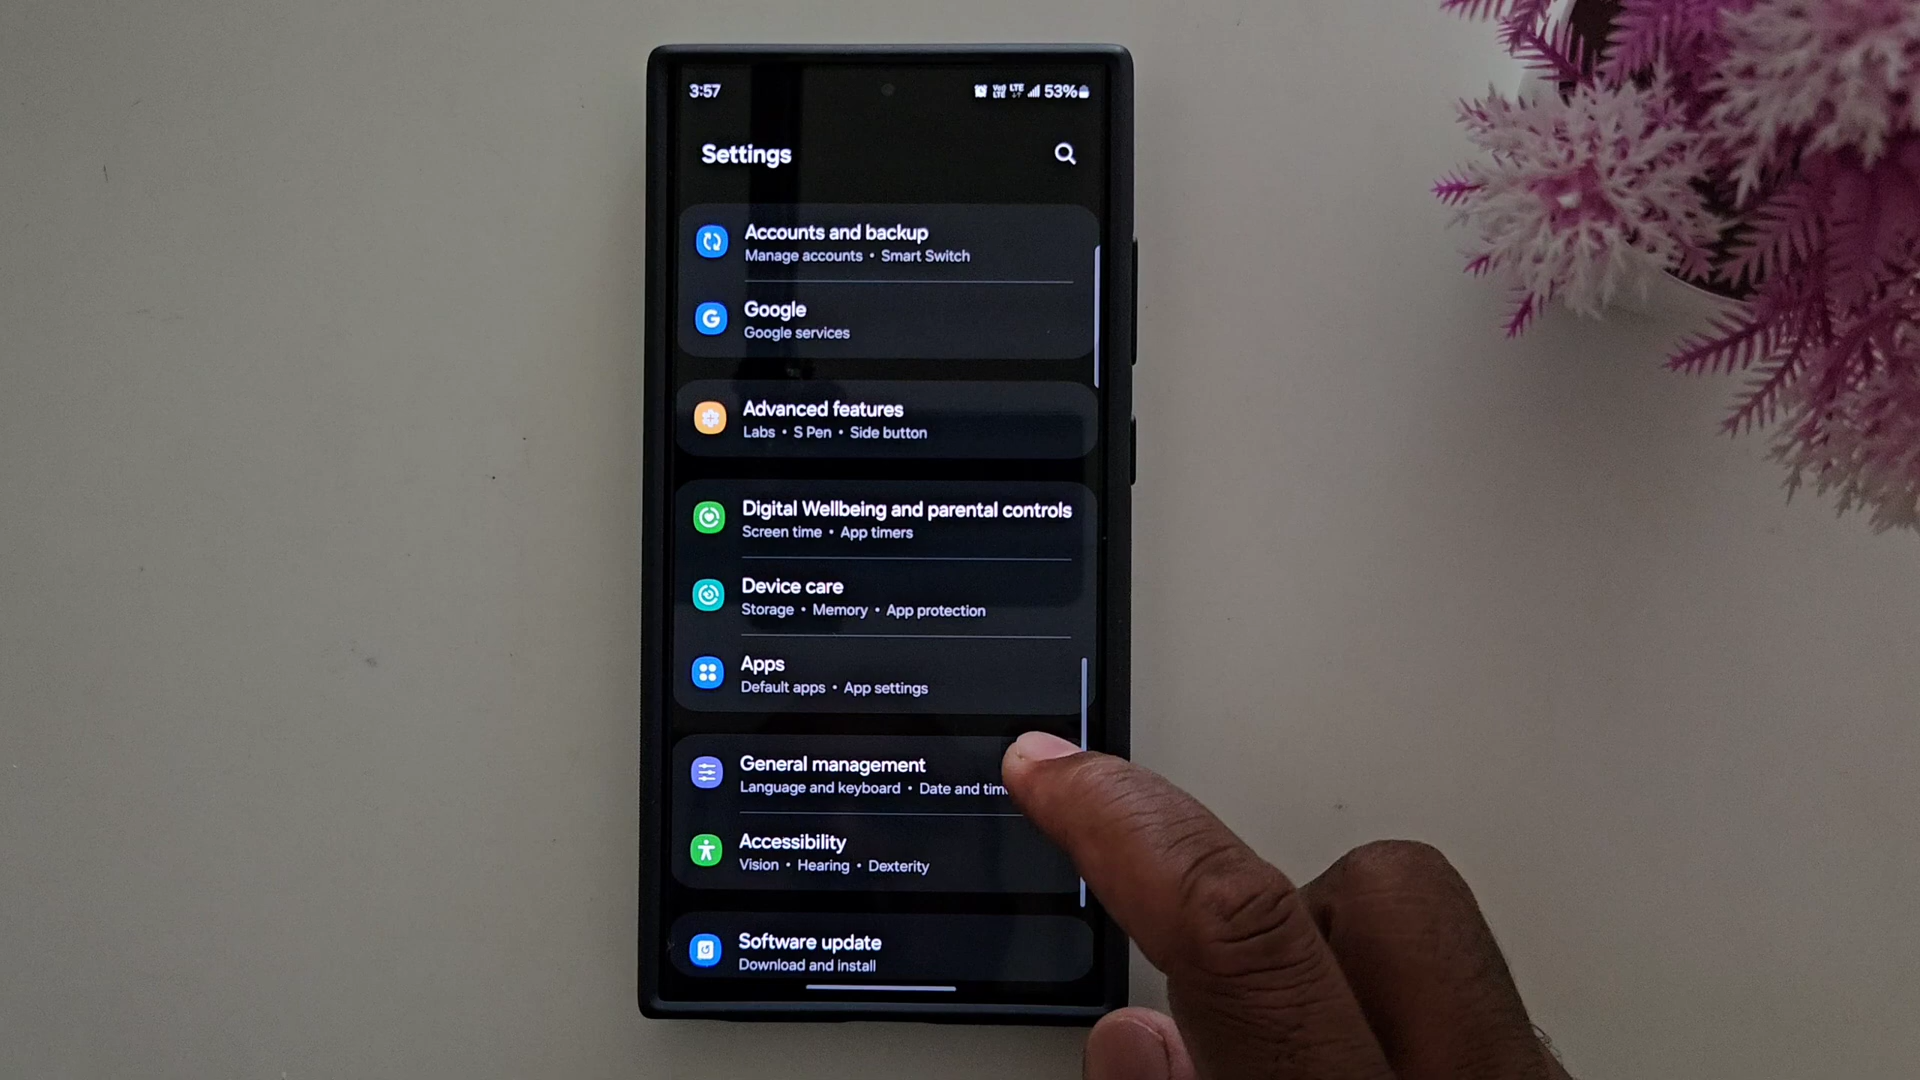 3:57
LTE 53%
Settings
Accounts and backup
Manage accounts • Smart Switch
Google
Google services
Advanced features
Labs • S Pen • Side button
Digital Wellbeing and parental controls
Screen time • App timers
Device care
Storage • Memory • App protection
Apps
Default apps • App settings
General management
Language and keyboard • Date and
Accessibility
Vision • Hearing • Dexterity
Software update
Download and install